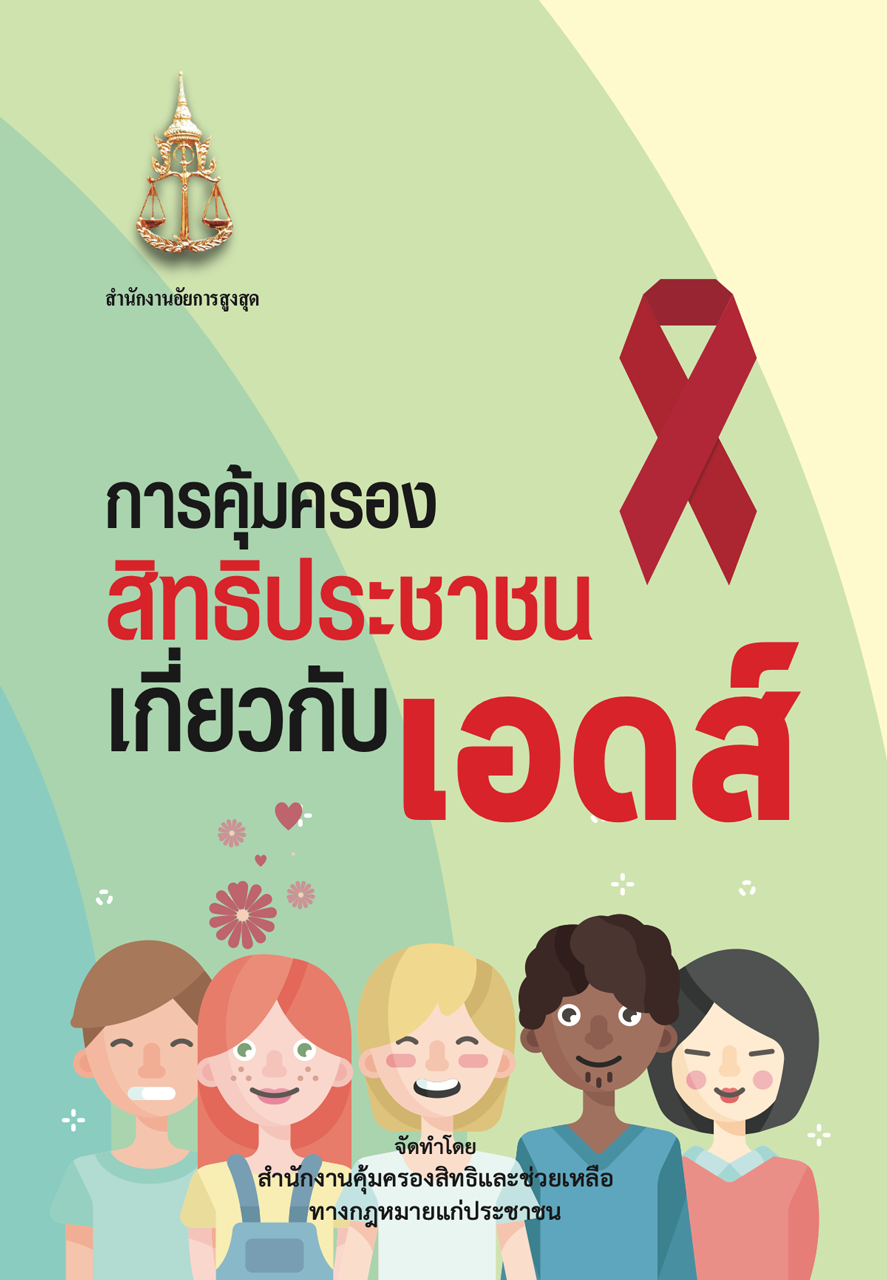 สำนักงานอัยการสูงสุด
การคุ้มครอง
สิทธิประชาชน
เกี่ยวกับเอดส์
จัดทำโดย
สำนักงานคุ้มครองสิทธิและช่วยเหลือ
ทางกฎหมายแก่ประชาชน